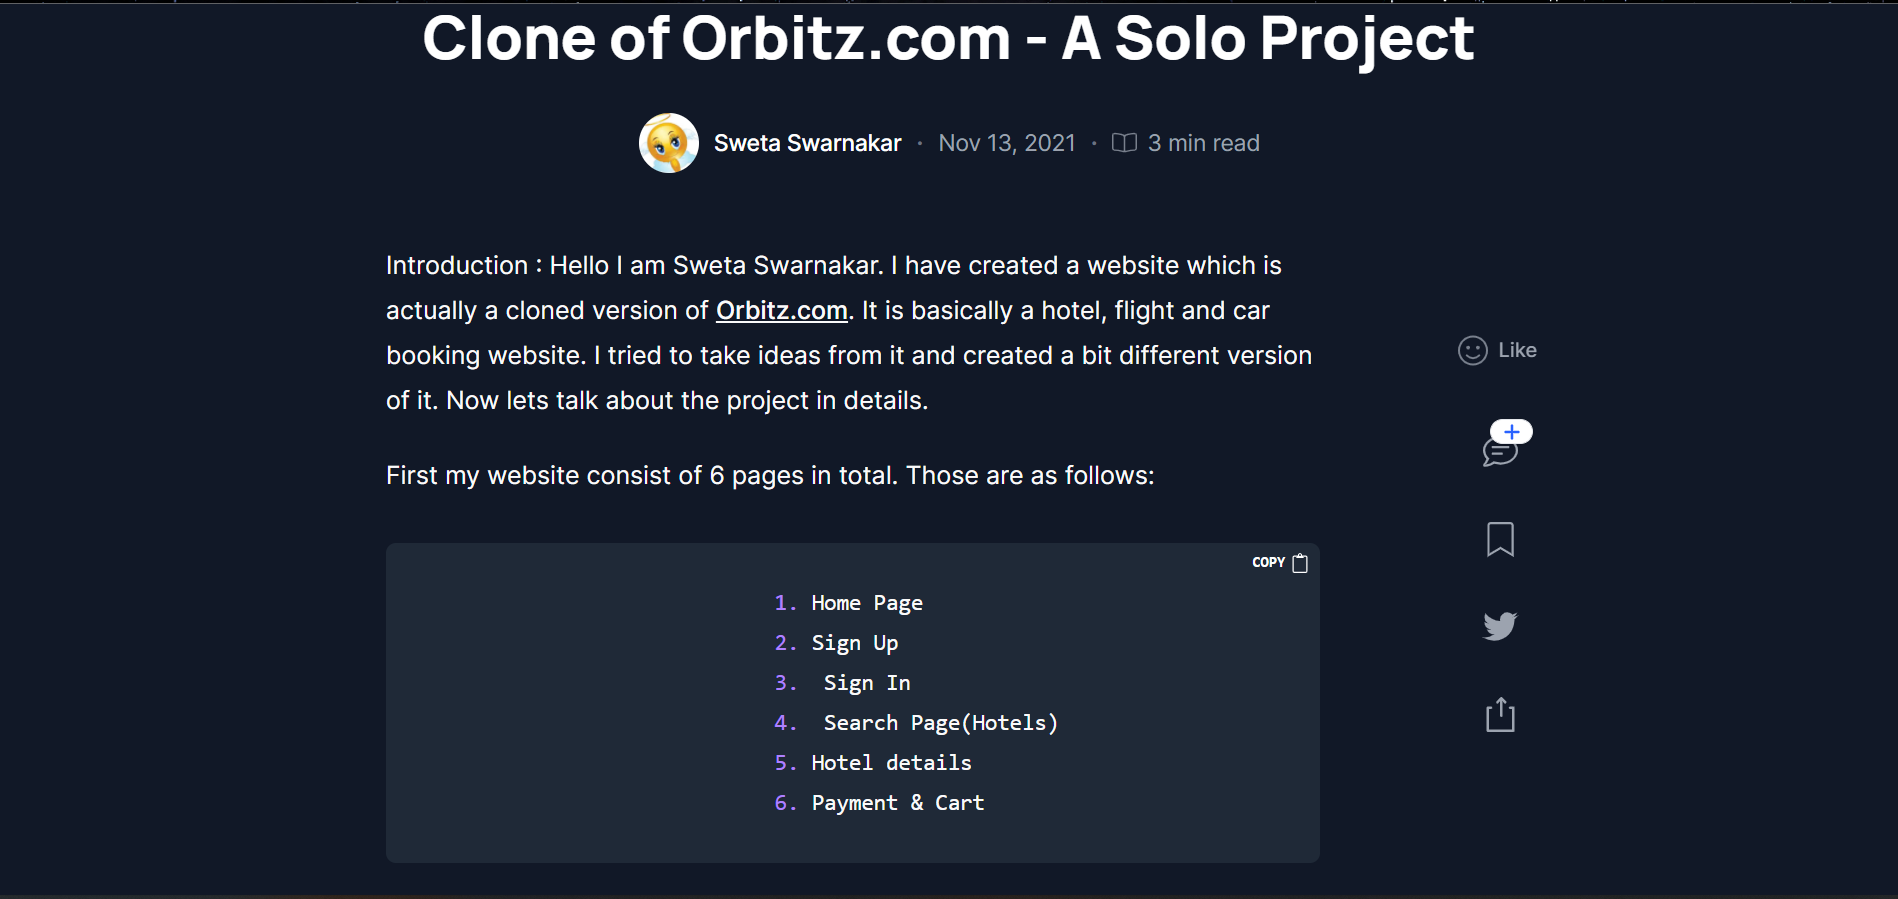 Clone of Orbitz.com - A Solo Project
Sweta Swarnakar · Nov 13, 2021 · 3 min read
Introduction : Hello I am Sweta Swarnakar. I have created a website which is
actually a cloned version of Orbitz.com. It is basically a hotel, flight and car
booking website. I tried to take ideas from it and created a bit different version
of it. Now lets talk about the project in details.
Like
First my website consist of 6 pages in total. Those are as follows:
COPY
1. Home Page
2. Sign Up
3.  Sign In
4.  Search Page(Hotels)
5. Hotel details
6. Payment & Cart